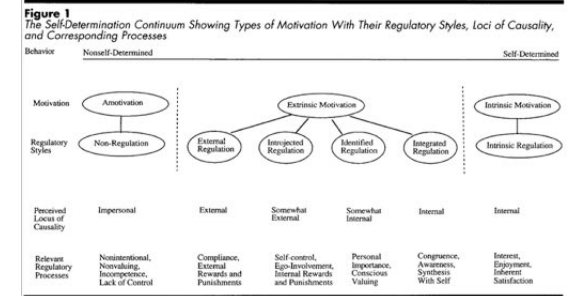 Figure 1
The Self-Determination Continuum Showing Types of Motivation With Their Regulatory Styles, Loci of Causality,
and Corresponding Processes
Behavior Nonself-Determined Self-Determined
Motivation Amotivation Extrinsic Motivation Intrinsic Motivation
Regulatory
Styles
Non-Regulation
External
Regulation
Introjected
Regulation
Identified
Regulation
Integrated
Regulation
Intrinsic Regulation
Perceived
Locus of
Causality
Impersonal
External
Somewhat
External
Somewhat
Internal
Internal
Internal
Relevant
Regulatory
Processes
Nonintentional,
Nonvaluing,
Incompetence,
Lack of Control
Compliance,
External
Rewards and
Punishments
Self-control,
Ego-Involvement,
Internal Rewards
and Punishments
Personal
Importance,
Conscious
Valuing
Congruence,
Awareness,
Synthesis
With Self
Interest,
Enjoyment,
Inherent
Satisfaction